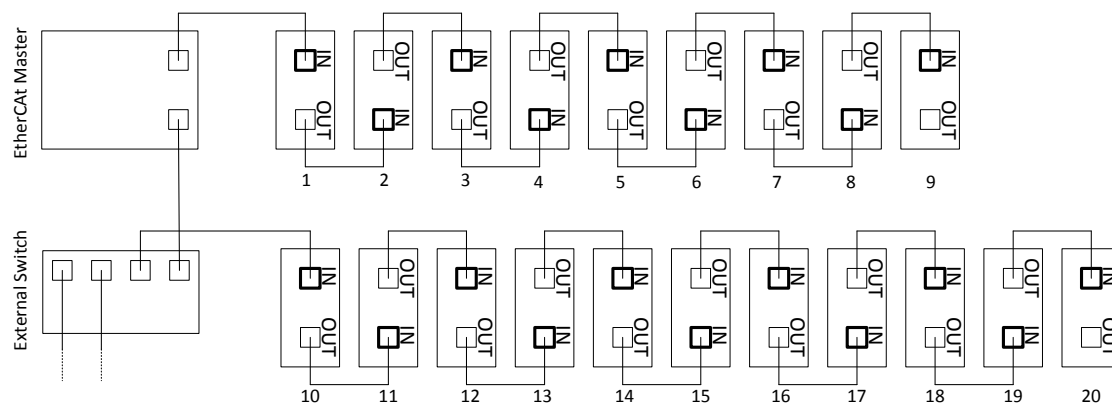 EtherCAt Master
IN OUT IN OUT IN OUT IN OUT IN
OUT IN OUT IN OUT IN OUT IN OUT
1 2 3 4 5 6 7 8 9
External Switch
IN OUT IN OUT IN OUT IN OUT IN OUT IN
OUT IN OUT IN OUT IN OUT IN OUT IN OUT
10 11 12 13 14 15 16 17 18 19 20